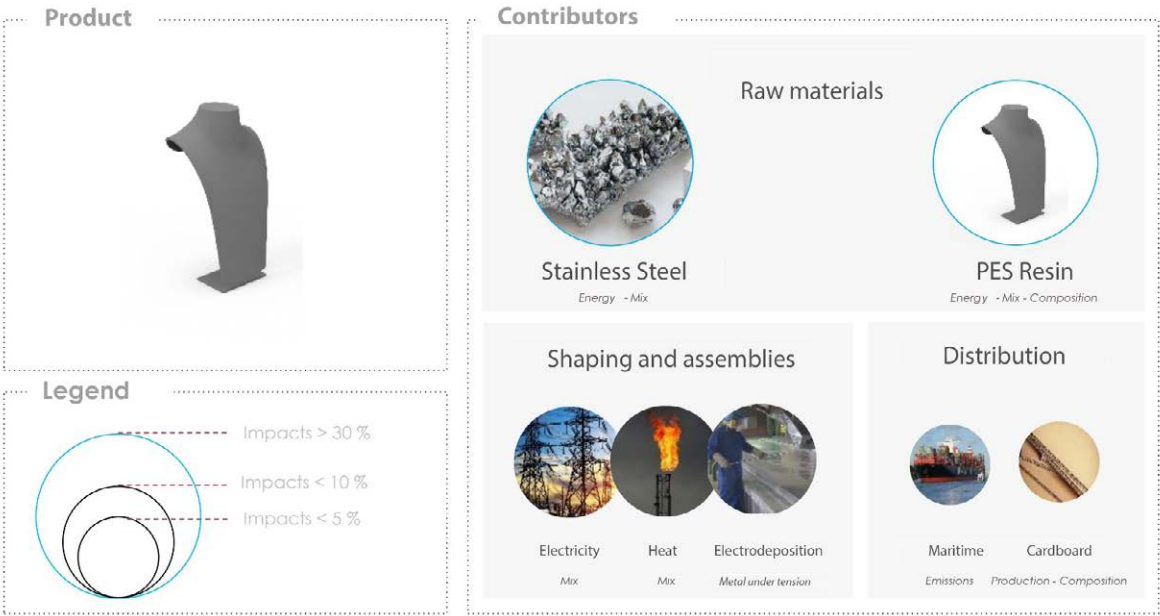 Product
Legend
Impacts > 30 %
Impacts < 10 %
Impacts < 5 %
Contributors
Raw materials
Stainless Steel
Energy - Mix
PES Resin
Energy - Mix - Composition
Shaping and assemblies
Electricity
Mix
Heat
Mix
Electrodeposition
Metal under tension
Distribution
Maritime
Emissions
Cardboard
Production - Composition